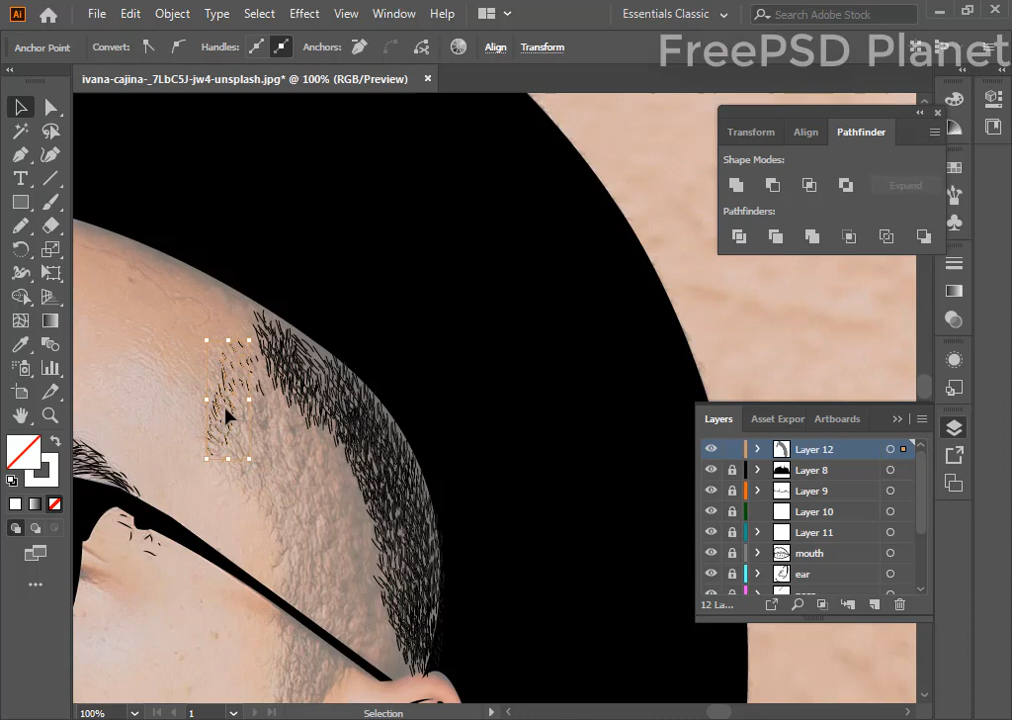 Ai File Edit Object Type Select Effect View Window Help Essentials Classic Search Adobe Stock
Anchor Point Convert: Handles: Anchors: Align Transform
FreePSD Planet
ivana-cajina-_7LbC5J-jw4-unsplash.jpg* @ 100% (RGB/Preview)
Transform Align Pathfinder
Shape Modes:
Expand
Pathfinders:
Layers Asset Expor Artboards
Layer 12
Layer 8
Layer 9
Layer 10
Layer 11
mouth
ear
12 La...
100% 1 Selection